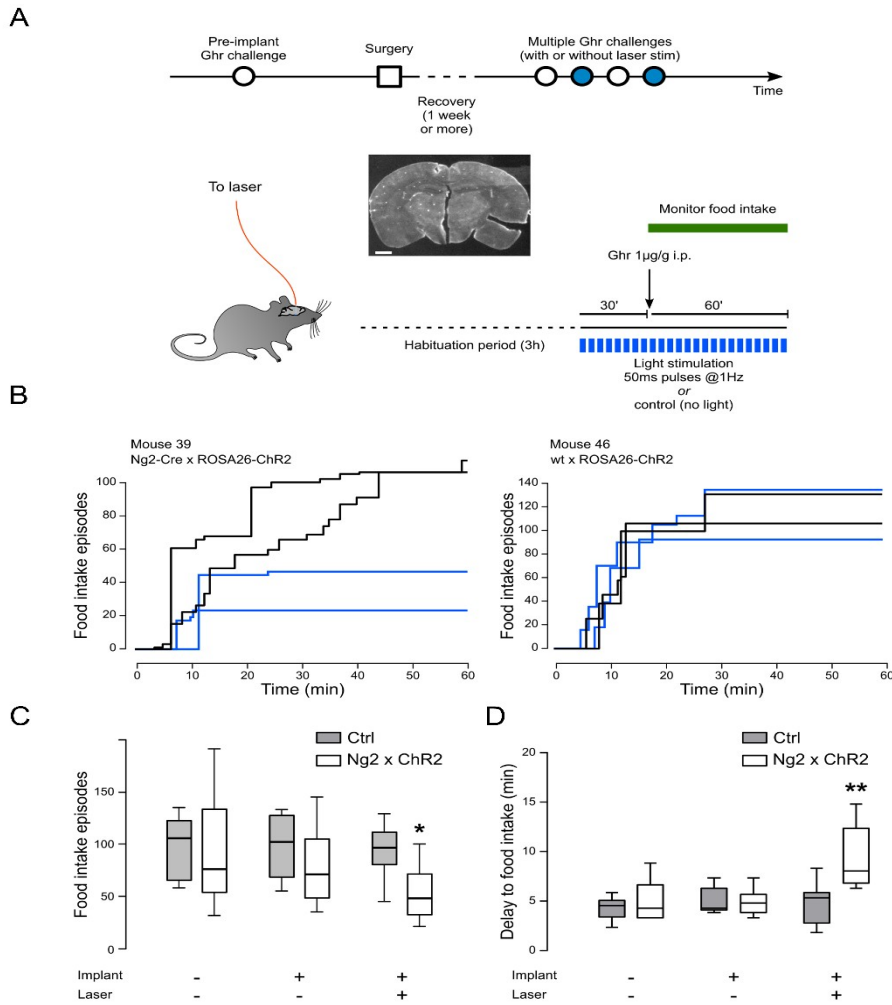 A
Pre-implant
Ghr challenge
Surgery
Multiple Ghr challenges
(with or without laser stim)
Time
Recovery
(1 week
or more)
To laser
Monitor food intake
Ghr 1µg/g i.p.
30'
60'
Habituation period (3h)
Light stimulation
50ms pulses @1Hz
or
control (no light)
B
Mouse 39
Ng2-Cre x ROSA26-ChR2
Food intake episodes
100
80
60
40
20
0
0 10 20 30 40 50 60
Time (min)
Mouse 46
wt x ROSA26-ChR2
Food intake episodes
140
120
100
80
60
40
20
0
0 10 20 30 40 50 60
Time (min)
C
Ctrl
Ng2 x ChR2
Food intake episodes
150
100
50
0
*
Implant - + +
Laser - - +
D
Ctrl
Ng2 x ChR2
Delay to food intake (min)
20
15
10
5
0
**
Implant - + +
Laser - - +